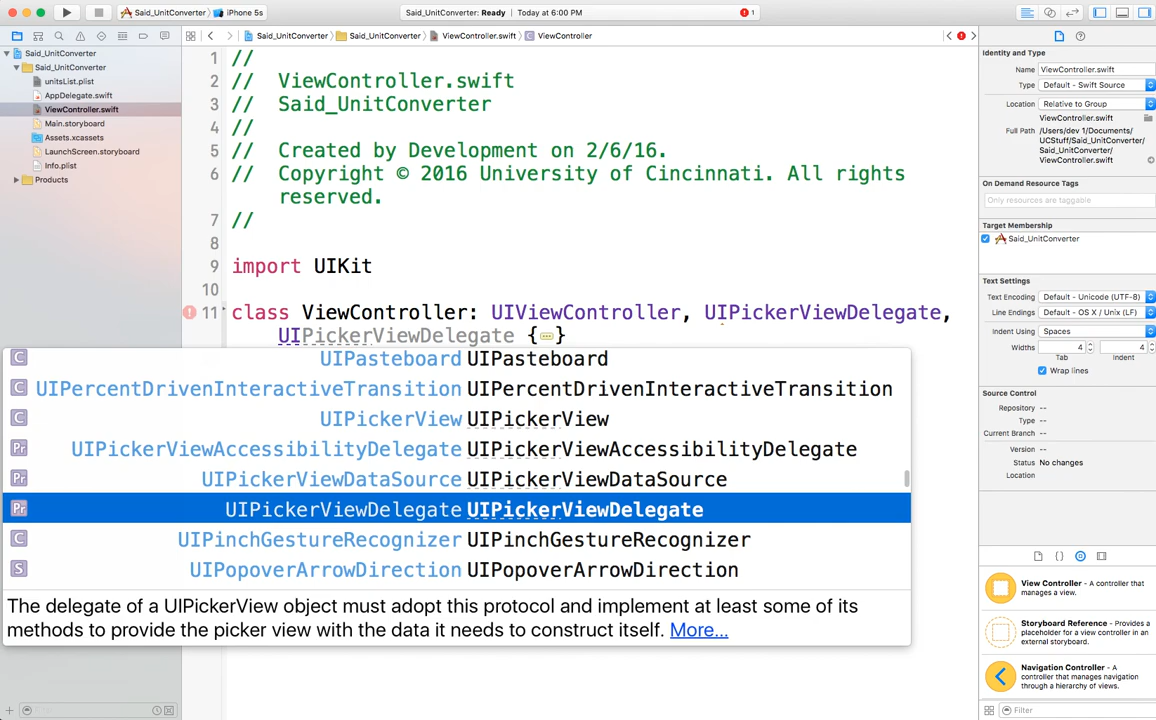 Said_UnitConverter
iPhone 5s
Said_UnitConverter: Ready | Today at 6:00 PM
1
Said_UnitConverter
Said_UnitConverter
unitsList.plist
AppDelegate.swift
ViewController.swift
Main.storyboard
Assets.xcassets
LaunchScreen.storyboard
Info.plist
Products
Said_UnitConverter
Said_UnitConverter
ViewController.swift
ViewController
1 //
2 // ViewController.swift
3 // Said_UnitConverter
4 //
5 // Created by Development on 2/6/16.
6 // Copyright © 2016 University of Cincinnati. All rights
reserved.
7 //
8
9 import UIKit
10
11 class ViewController: UIViewController, UIPickerViewDelegate,
UIPickerViewDelegate {...}
C UIPasteboard UIPasteboard
C UIPercentDrivenInteractiveTransition UIPercentDrivenInteractiveTransition
C UIPickerView UIPickerView
Pr UIPickerViewAccessibilityDelegate UIPickerViewAccessibilityDelegate
Pr UIPickerViewDataSource UIPickerViewDataSource
Pr UIPickerViewDelegate UIPickerViewDelegate
C UIPinchGestureRecognizer UIPinchGestureRecognizer
S UIPopoverArrowDirection UIPopoverArrowDirection
The delegate of a UIPickerView object must adopt this protocol and implement at least some of its
methods to provide the picker view with the data it needs to construct itself. More...
Identity and Type
Name ViewController.swift
Type Default - Swift Source
Location Relative to Group
ViewController.swift
Full Path /Users/dev 1/Documents/
UCStuff/Said_UnitConverter/
Said_UnitConverter/
ViewController.swift
On Demand Resource Tags
Only resources are taggable
Target Membership
Said_UnitConverter
Text Settings
Text Encoding Default - Unicode (UTF-8)
Line Endings Default - OS X / Unix (LF)
Indent Using Spaces
Widths 4 4
Tab Indent
Wrap lines
Source Control
Repository --
Type --
Current Branch --
Version --
Status No changes
Location
View Controller - A controller that
manages a view.
Storyboard Reference - Provides a
placeholder for a view controller in an
external storyboard.
Navigation Controller - A
controller that manages navigation
through a hierarchy of views.
Filter